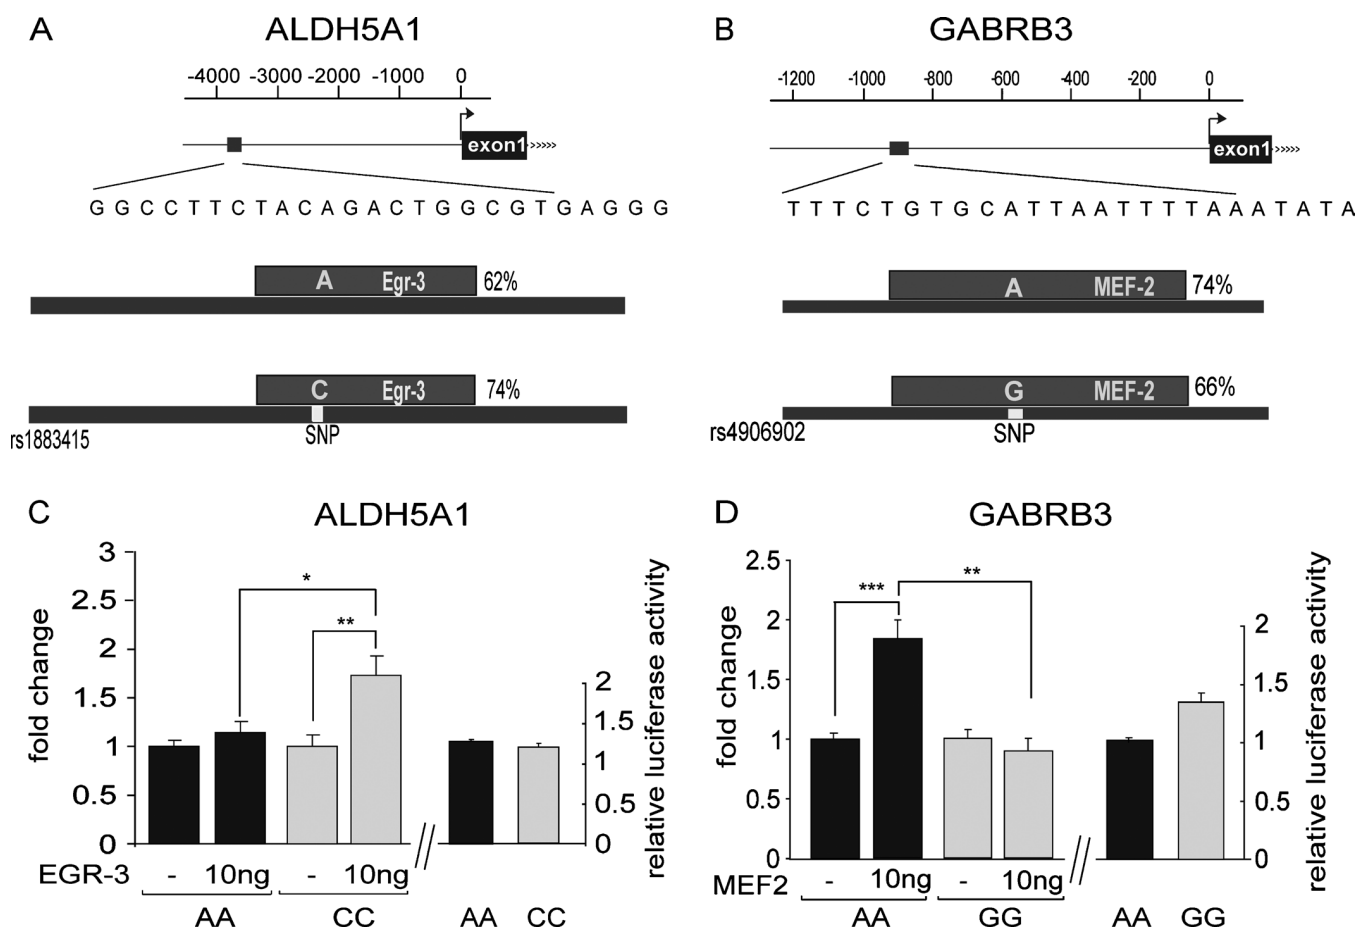 A ALDH5A1
-4000 -3000 -2000 -1000 0
exon1 >>>>>
G G C C T T C T A C A G A C T G G C G T G A G G G
A Egr-3 62%
C Egr-3 74%
rs1883415 SNP
B GABRB3
-1200 -1000 -800 -600 -400 -200 0
exon1 >>>>>
T T T C T G T G C A T T A A T T T T A A A T A T A
A MEF-2 74%
G MEF-2 66%
rs4906902 SNP
C ALDH5A1
fold change
3
2.5
2
1.5
1
0.5
0
*
**
2
1.5
1
0.5
0
relative luciferase activity
EGR-3 - 10ng - 10ng
AA CC AA CC
D GABRB3
fold change
2.5
2
1.5
1
0.5
0
***
**
2
1.5
1
0.5
0
relative luciferase activity
MEF2 - 10ng - 10ng
AA GG AA GG